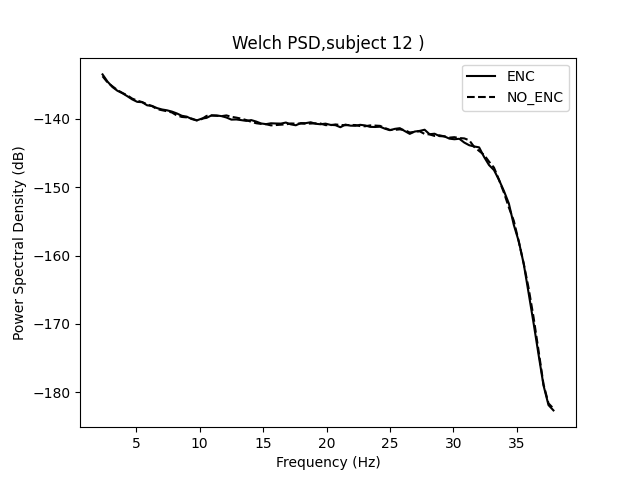 Welch PSD,subject 12 )
ENC
NO_ENC
Power Spectral Density (dB)
−140
−150
−160
−170
−180
5 10 15 20 25 30 35
Frequency (Hz)